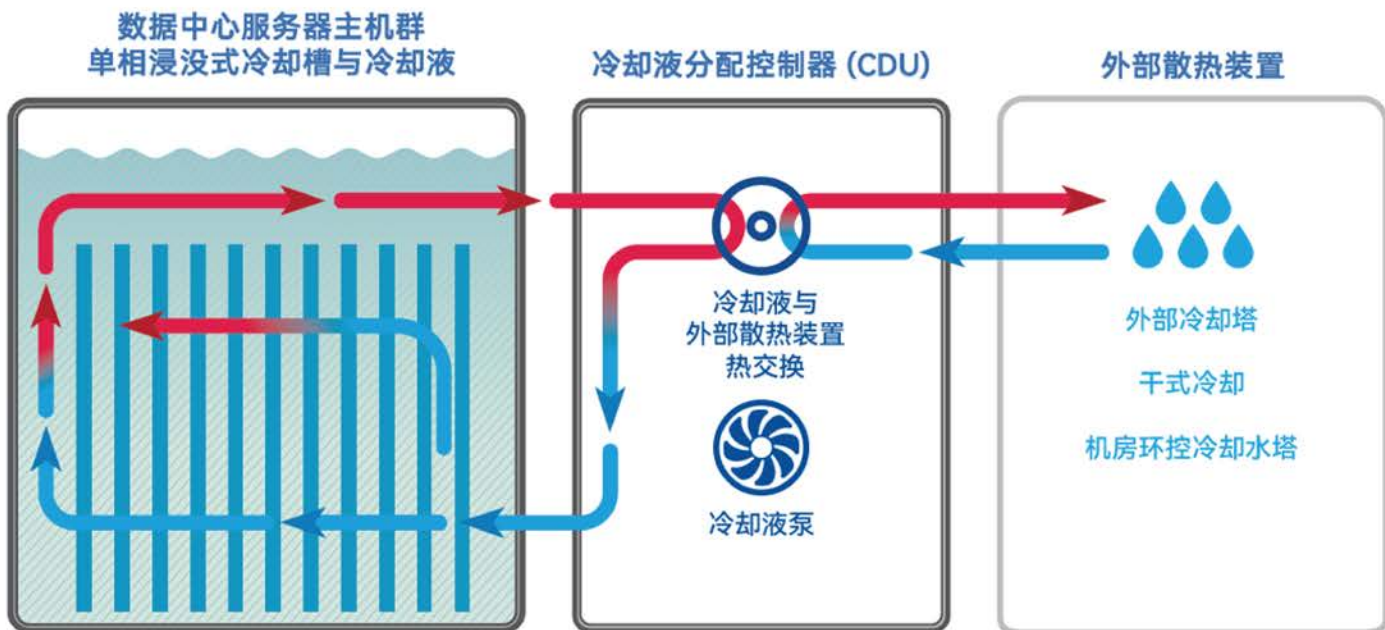 数据中心服务器主机群
单相浸没式冷却槽与冷却液
冷却液分配控制器 (CDU)
外部散热装置
冷却液与
外部散热装置
热交换
冷却液泵
外部冷却塔
干式冷却
机房环控冷却水塔